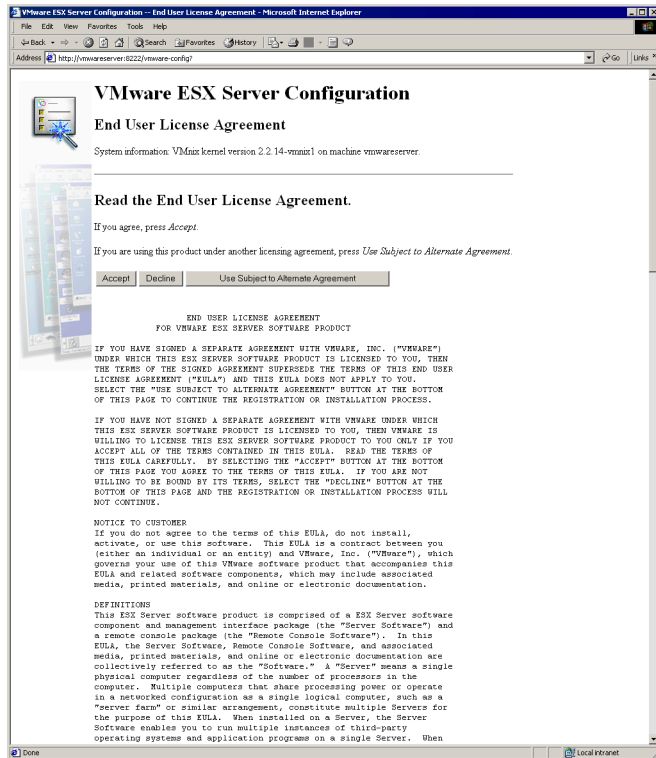 VMware ESX Server Configuration -- End User License Agreement - Microsoft Internet Explorer
File Edit View Favorites Tools Help
Back Search Favorites History
Address http://vmwareserver:8222/vmware-config? Go Links
VMware ESX Server Configuration
End User License Agreement
System information: VMnix kernel version 2.2.14-vmnix1 on machine vmwareserver.
Read the End User License Agreement.
If you agree, press Accept.
If you are using this product under another licensing agreement, press Use Subject to Alternate Agreement.
Accept Decline Use Subject to Alternate Agreement
END USER LICENSE AGREEMENT
FOR VMWARE ESX SERVER SOFTWARE PRODUCT
IF YOU HAVE SIGNED A SEPARATE AGREEMENT WITH VMWARE, INC. ("VMWARE")
UNDER WHICH THIS ESX SERVER SOFTWARE PRODUCT IS LICENSED TO YOU, THEN
THE TERMS OF THE SIGNED AGREEMENT SUPERSEDE THE TERMS OF THIS END USER
LICENSE AGREEMENT ("EULA") AND THIS EULA DOES NOT APPLY TO YOU.
SELECT THE "USE SUBJECT TO ALTERNATE AGREEMENT" BUTTON AT THE BOTTOM
OF THIS PAGE TO CONTINUE THE REGISTRATION OR INSTALLATION PROCESS.
IF YOU HAVE NOT SIGNED A SEPARATE AGREEMENT WITH VMWARE UNDER WHICH
THIS ESX SERVER SOFTWARE PRODUCT IS LICENSED TO YOU, THEN VMWARE IS
WILLING TO LICENSE THIS ESX SERVER SOFTWARE PRODUCT TO YOU ONLY IF YOU
ACCEPT ALL OF THE TERMS CONTAINED IN THIS EULA. READ THE TERMS OF
THIS EULA CAREFULLY. BY SELECTING THE "ACCEPT" BUTTON AT THE BOTTOM
OF THIS PAGE YOU AGREE TO THE TERMS OF THIS EULA. IF YOU ARE NOT
WILLING TO BE BOUND BY ITS TERMS, SELECT THE "DECLINE" BUTTON AT THE
BOTTOM OF THIS PAGE AND THE REGISTRATION OR INSTALLATION PROCESS WILL
NOT CONTINUE.
NOTICE TO CUSTOMER
If you do not agree to the terms of this EULA, do not install,
activate, or use this software. This EULA is a contract between you
(either an individual or an entity) and VMware, Inc. ("VMware"), which
governs your use of this VMware software product that accompanies this
EULA and related software components, which may include associated
media, printed materials, and online or electronic documentation.
DEFINITIONS
This ESX Server software product is comprised of a ESX Server software
component and management interface package (the "Server Software") and
a remote console package (the "Remote Console Software"). In this
EULA, the Server Software, Remote Console Software, and associated
media, printed materials, and online or electronic documentation are
collectively referred to as the "Software." A "Server" means a single
physical computer regardless of the number of processors in the
computer. Multiple computers that share processing power or operate
in a networked configuration as a single logical computer, such as a
"server farm" or similar arrangement, constitute multiple Servers for
the purpose of this EULA. When installed on a Server, the Server
Software enables you to run multiple instances of third-party
operating systems and application programs on a single Server. When
Done Local intranet